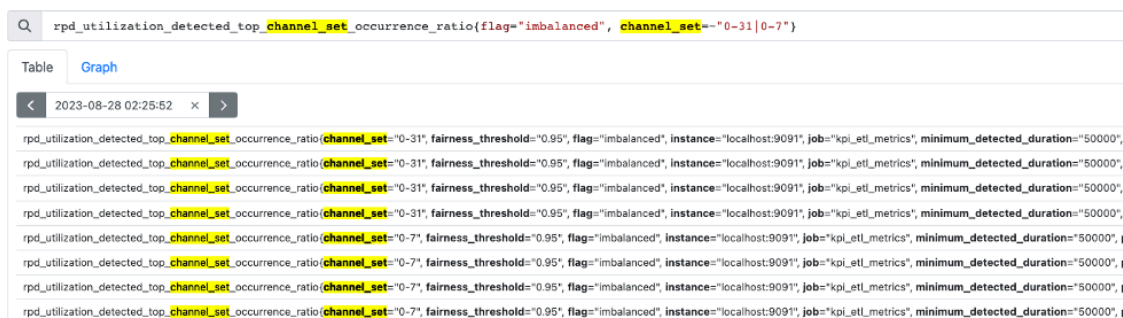 rpd_utilization_detected_top_channel_set_occurrence_ratio{flag="imbalanced", channel_set=~"0-31|0-7"}
Table Graph
2023-08-28 02:25:52 ×
rpd_utilization_detected_top_channel_set_occurrence_ratio{channel_set="0-31", fairness_threshold="0.95", flag="imbalanced", instance="localhost:9091", job="kpi_etl_metrics", minimum_detected_duration="50000",
rpd_utilization_detected_top_channel_set_occurrence_ratio{channel_set="0-31", fairness_threshold="0.95", flag="imbalanced", instance="localhost:9091", job="kpi_etl_metrics", minimum_detected_duration="50000",
rpd_utilization_detected_top_channel_set_occurrence_ratio{channel_set="0-31", fairness_threshold="0.95", flag="imbalanced", instance="localhost:9091", job="kpi_etl_metrics", minimum_detected_duration="50000",
rpd_utilization_detected_top_channel_set_occurrence_ratio{channel_set="0-31", fairness_threshold="0.95", flag="imbalanced", instance="localhost:9091", job="kpi_etl_metrics", minimum_detected_duration="50000",
rpd_utilization_detected_top_channel_set_occurrence_ratio{channel_set="0-7", fairness_threshold="0.95", flag="imbalanced", instance="localhost:9091", job="kpi_etl_metrics", minimum_detected_duration="50000",
rpd_utilization_detected_top_channel_set_occurrence_ratio{channel_set="0-7", fairness_threshold="0.95", flag="imbalanced", instance="localhost:9091", job="kpi_etl_metrics", minimum_detected_duration="50000",
rpd_utilization_detected_top_channel_set_occurrence_ratio{channel_set="0-7", fairness_threshold="0.95", flag="imbalanced", instance="localhost:9091", job="kpi_etl_metrics", minimum_detected_duration="50000",
rpd_utilization_detected_top_channel_set_occurrence_ratio{channel_set="0-7", fairness_threshold="0.95", flag="imbalanced", instance="localhost:9091", job="kpi_etl_metrics", minimum_detected_duration="50000",